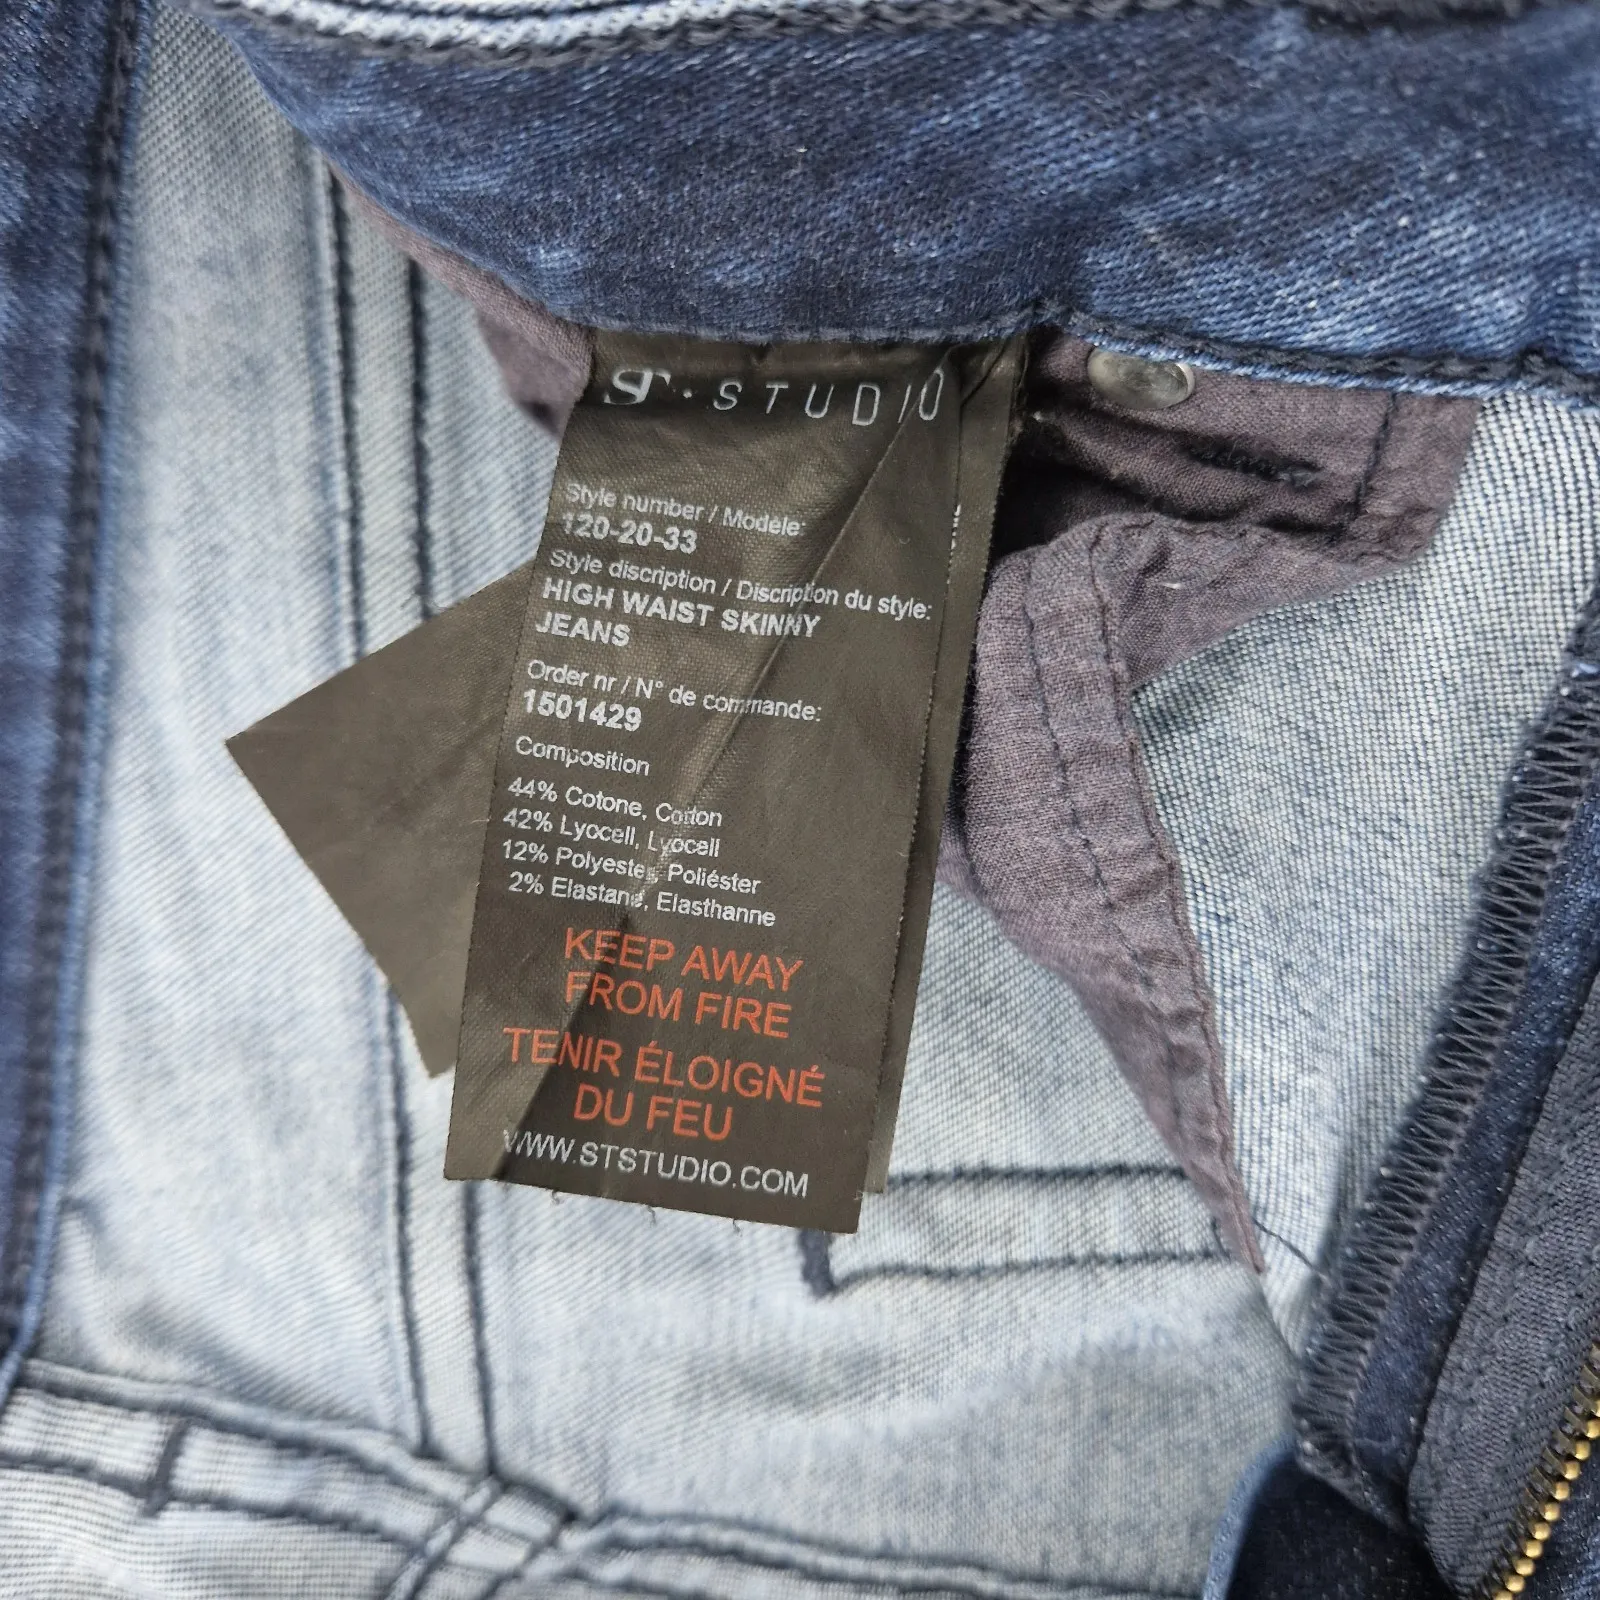 ST. STUDIO
Style number / Modele:
120-20-33
Style discription / Discription du style:
HIGH WAIST SKINNY
JEANS
Order nr / N° de commande:
1501429
Composition
44% Cotone, Cotton
42% Lyocell, Lyocell
12% Polyester, Poliéster
2% Elastane, Elasthanne
KEEP AWAY
FROM FIRE
TENIR ÉLOIGNÉ
DU FEU
WWW.STSTUDIO.COM